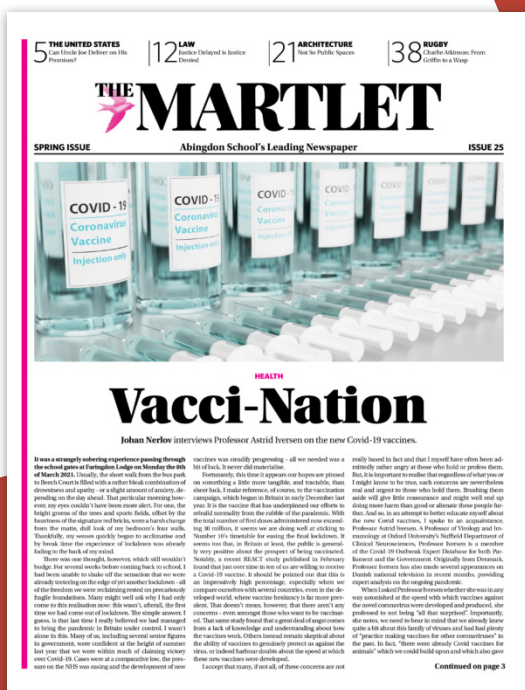 5 THE UNITED STATES
Can Uncle Joe Deliver on His
Promises?
12 LAW
Justice Delayed is Justice
Denied
21 ARCHITECTURE
Not So Public Spaces
38 RUGBY
Charlie Atkinson: From
Griffin to a Wasp
THE MARTLET
SPRING ISSUE
Abingdon School's Leading Newspaper
ISSUE 25
COVID - 19
Coronavirus
Vaccine
Injection only
COVID - 19
Coronavirus
Vaccine
Injection only
COVID - 19
Coronavirus
Vaccine
Injection only
COVID - 19
HEALTH
Vacci-Nation
Johan Nerlov interviews Professor Astrid Iversen on the new Covid-19 vaccines.
It was a strangely sobering experience passing through
the school gates at Faringdon Lodge on Monday the 8th
of March 2021. Usually, the short walk from the bus park
to Beech Court is filled with a rather bleak combination of
drowsiness and apathy - or a slight amount of anxiety, de-
pending on the day ahead. That particular morning how-
ever, my eyes couldn't have been more alert. For one, the
bright greens of the trees and sports fields, offset by the
heartiness of the signature red bricks, were a harsh change
from the matte, dull look of my bedroom's four walls.
Thankfully, my senses quickly began to acclimatise and
by break time the experience of lockdown was already
fading to the back of my mind.
There was one thought, however, which still wouldn't
budge. For several weeks before coming back to school, I
had been unable to shake off the sensation that we were
already teetering on the edge of yet another lockdown - all
of the freedom we were reclaiming rested on precariously
fragile foundations. Many might well ask why I had only
come to this realisation now: this wasn't, afterall, the first
time we had come out of lockdown. The simple answer, I
guess, is that last time I really believed we had managed
to bring the pandemic in Britain under control. I wasn't
alone in this. Many of us, including several senior figures
in government, were confident at the height of summer
last year that we were within reach of claiming victory
over Covid-19. Cases were at a comparative low, the pres-
sure on the NHS was easing and the development of new
vaccines was steadily progressing - all we needed was a
bit of luck. It never did materialise.
Fortunately, this time it appears our hopes are pinned
on something a little more tangible, and tractable, than
sheer luck. I make reference, of course, to the vaccination
campaign, which began in Britain in early December last
year. It is the vaccine that has underpinned our efforts to
rebuild normality from the rubble of the pandemic. With
the total number of first doses administered now exceed-
ing 30 million, it seems we are doing well at sticking to
Number 10's timetable for easing the final lockdown. It
seems too that, in Britain at least, the public is general-
ly very positive about the prospect of being vaccinated.
Notably, a recent REACT study published in February
found that just over nine in ten of us are willing to receive
a Covid-19 vaccine. It should be pointed out that this is
an impressively high percentage, especially when we
compare ourselves with several countries, even in the de-
veloped world, where vaccine hesitancy is far more prev-
alent. That doesn't mean, however, that there aren't any
concerns - even amongst those who want to be vaccinat-
ed. That same study found that a great deal of angst comes
from a lack of knowledge and understanding about how
the vaccines work. Others instead remain skeptical about
the ability of vaccines to genuinely protect us against the
virus, or indeed harbour doubts about the speed at which
these new vaccines were developed.
I accept that many, if not all, of these concerns are not
really based in fact and that I myself have often been ad-
mittedly rather angry at those who hold or profess them.
But, it is important to realise that regardless of what you or
I might know to be true, such concerns are nevertheless
real and urgent to those who hold them. Brushing them
aside will give little reassurance and might well end up
doing more harm than good or alienate these people fur-
ther. And so, in an attempt to better educate myself about
the new Covid vaccines, I spoke to an acquaintance,
Professor Astrid Iversen. A Professor of Virology and Im-
munology at Oxford University's Nuffield Department of
Clinical Neurosciences, Professor Iversen is a member
of the Covid-19 Outbreak Expert Database for both Par-
liament and the Government. Originally from Denmark,
Professor Iversen has also made several appearances on
Danish national television in recent months, providing
expert analysis on the ongoing pandemic.
When I asked Professor Iversen whether she was in any
way astonished at the speed with which vaccines against
the novel coronavirus were developed and produced, she
professed to not being "all that surprised". Importantly,
she notes, we need to bear in mind that we already knew
quite a bit about this family of viruses and had had plenty
of "practice making vaccines for other coronaviruses" in
the past. In fact, "there were already Covid vaccines for
animals" which we could build upon and which also gave
Continued on page 3